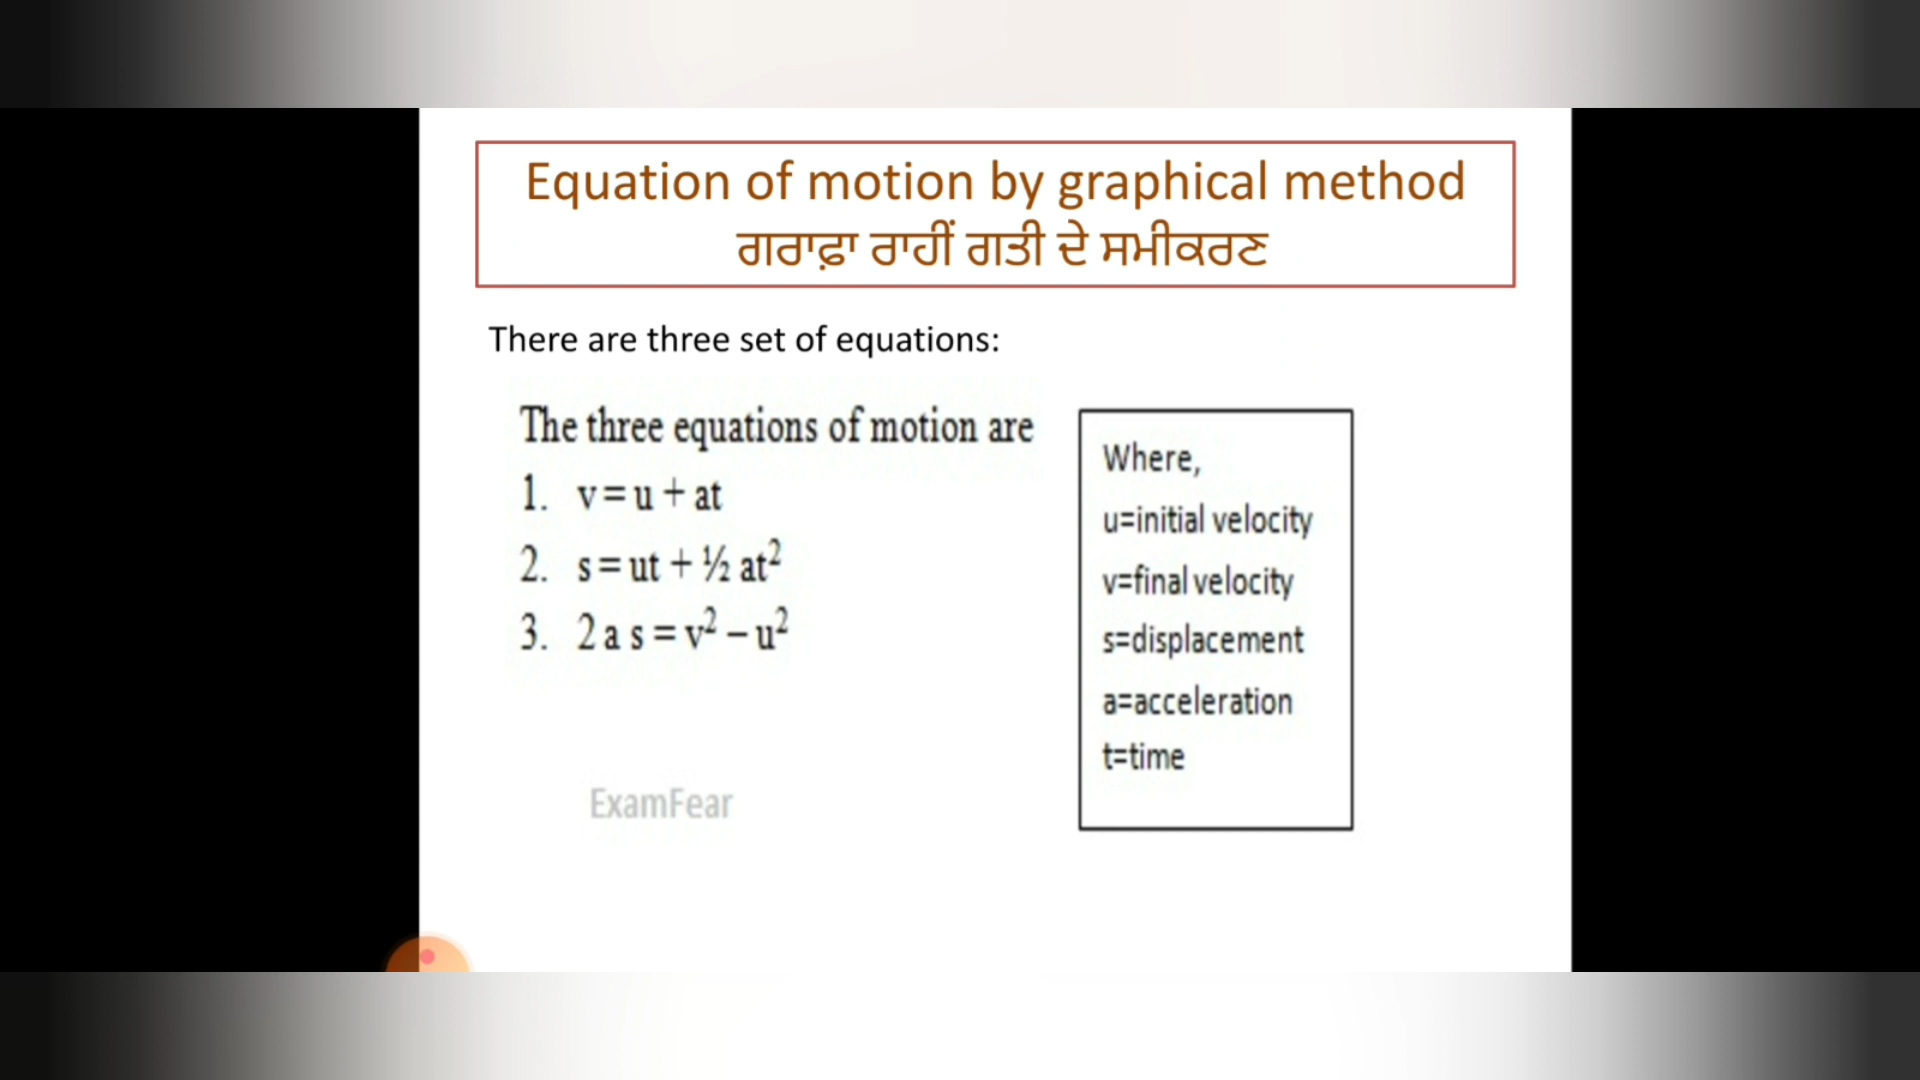 Equation of motion by graphical method
ਗਰਾਫ਼ਾ ਰਾਹੀਂ ਗਤੀ ਦੇ ਸਮੀਕਰਣ
There are three set of equations:
The three equations of motion are
1. v = u + at
2. s = ut + ½ at²
3. 2 a s = v² – u²
ExamFear
Where,
u=initial velocity
v=final velocity
s=displacement
a=acceleration
t=time